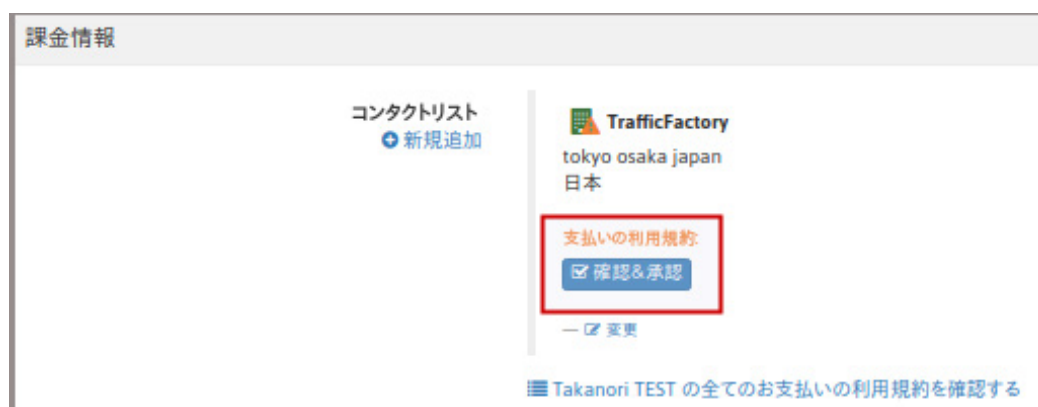 課金情報
コンタクトリスト
新規追加
TrafficFactory
tokyo osaka japan
日本
支払いの利用規約:
確認&承認
— 変更
Takanori TEST の全てのお支払いの利用規約を確認する